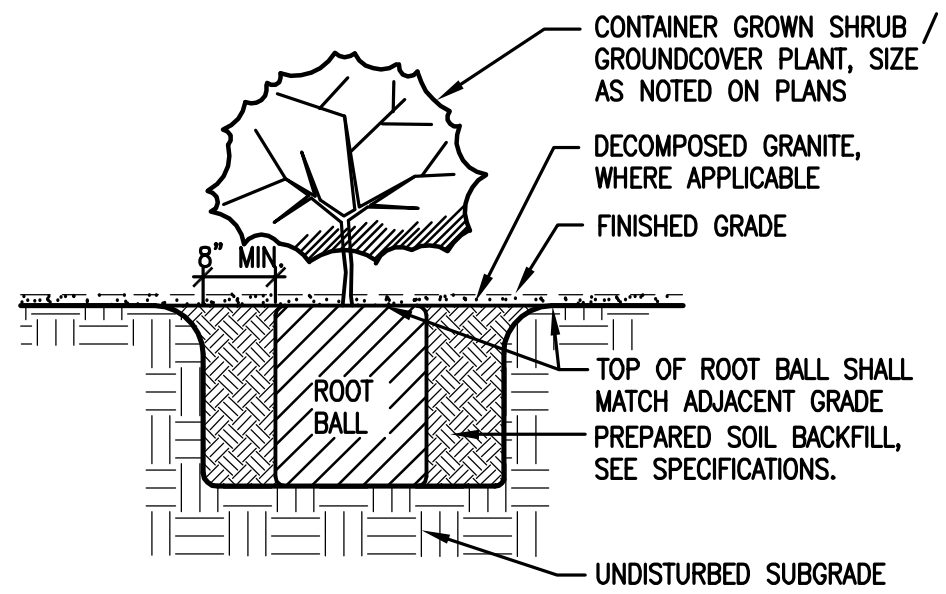 CONTAINER GROWN SHRUB /
GROUNDCOVER PLANT, SIZE
AS NOTED ON PLANS
DECOMPOSED GRANITE,
WHERE APPLICABLE
FINISHED GRADE
8" MIN.
TOP OF ROOT BALL SHALL
MATCH ADJACENT GRADE
ROOT
BALL
PREPARED SOIL BACKFILL,
SEE SPECIFICATIONS.
UNDISTURBED SUBGRADE